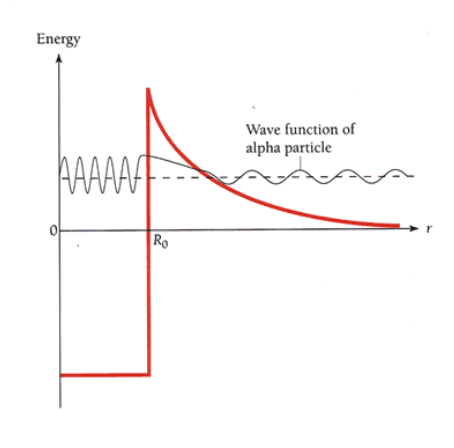 Energy
Wave function of
alpha particle
0
R₀
r